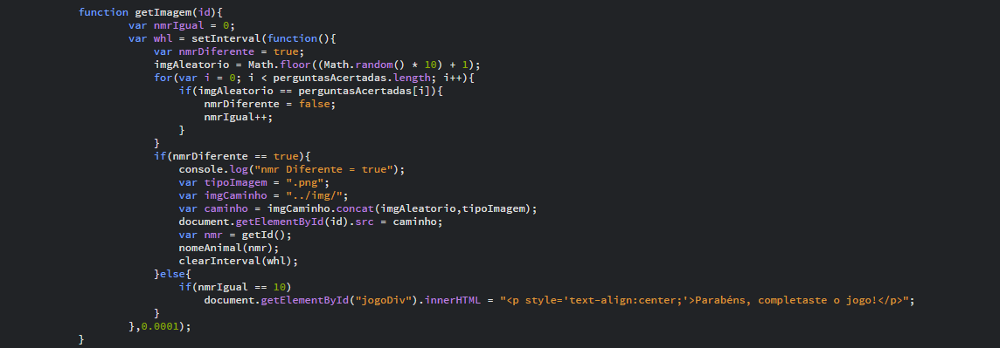 function getImagem(id){
var nmrIgual = 0;
var whl = setInterval(function(){
var nmrDiferente = true;
imgAleatorio = Math.floor((Math.random() * 10) + 1);
for(var i = 0; i < perguntasAcertadas.length; i++){
if(imgAleatorio == perguntasAcertadas[i]){
nmrDiferente = false;
nmrIgual++;
}
}
if(nmrDiferente == true){
console.log("nmr Diferente = true");
var tipoImagem = ".png";
var imgCaminho = "../img/";
var caminho = imgCaminho.concat(imgAleatorio,tipoImagem);
document.getElementById(id).src = caminho;
var nmr = getId();
nomeAnimal(nmr);
clearInterval(whl);
}else{
if(nmrIgual == 10)
document.getElementById("jogoDiv").innerHTML = "<p style='text-align:center;'>Parabéns, completaste o jogo!</p>";
}
},0.0001);
}